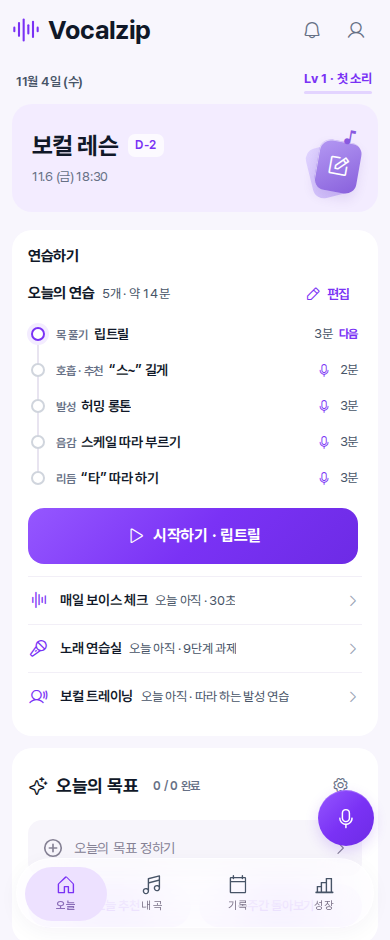 Vocalzip
11월 4일 (수)
Lv 1 · 첫 소리
보컬 레슨 D-2
11.6 (금) 18:30
연습하기
오늘의 연습 5개 · 약 14분 편집
목 풀기 립트릴 3분 다음
호흡 · 추천 “스~” 길게 2분
발성 허밍 롱톤 3분
음감 스케일 따라 부르기 3분
리듬 “타” 따라 하기 3분
시작하기 · 립트릴
매일 보이스 체크 오늘 아직 · 30초
노래 연습실 오늘 아직 · 9단계 과제
보컬 트레이닝 오늘 아직 · 따라 하는 발성 연습
오늘의 목표 0 / 0 완료
오늘의 목표 정하기
추천 주간 돌아보기
오늘 내 곡 기록 성장